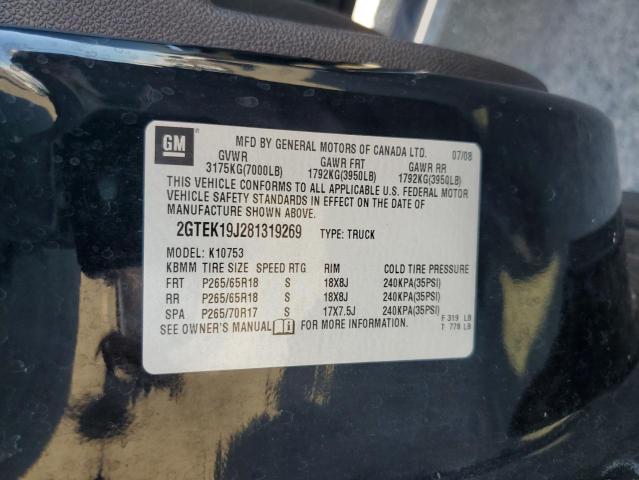 GM
MFD BY GENERAL MOTORS OF CANADA LTD. 07/08
GVWR GAWR FRT GAWR RR
3175KG(7000LB) 1792KG(3950LB) 1792KG(3950LB)
THIS VEHICLE CONFORMS TO ALL APPLICABLE U.S. FEDERAL MOTOR
VEHICLE SAFETY STANDARDS IN EFFECT ON THE DATE OF
MANUFACTURE SHOWN ABOVE.
2GTEK19J281319269 TYPE: TRUCK
MODEL: K10753
KBMM TIRE SIZE SPEED RTG RIM COLD TIRE PRESSURE
FRT P265/65R18 S 18X8J 240KPA(35PSI)
RR P265/65R18 S 18X8J 240KPA(35PSI)
SPA P265/70R17 S 17X7.5J 240KPA(35PSI)
F 319 LB
SEE OWNER'S MANUAL FOR MORE INFORMATION. T 778 LB